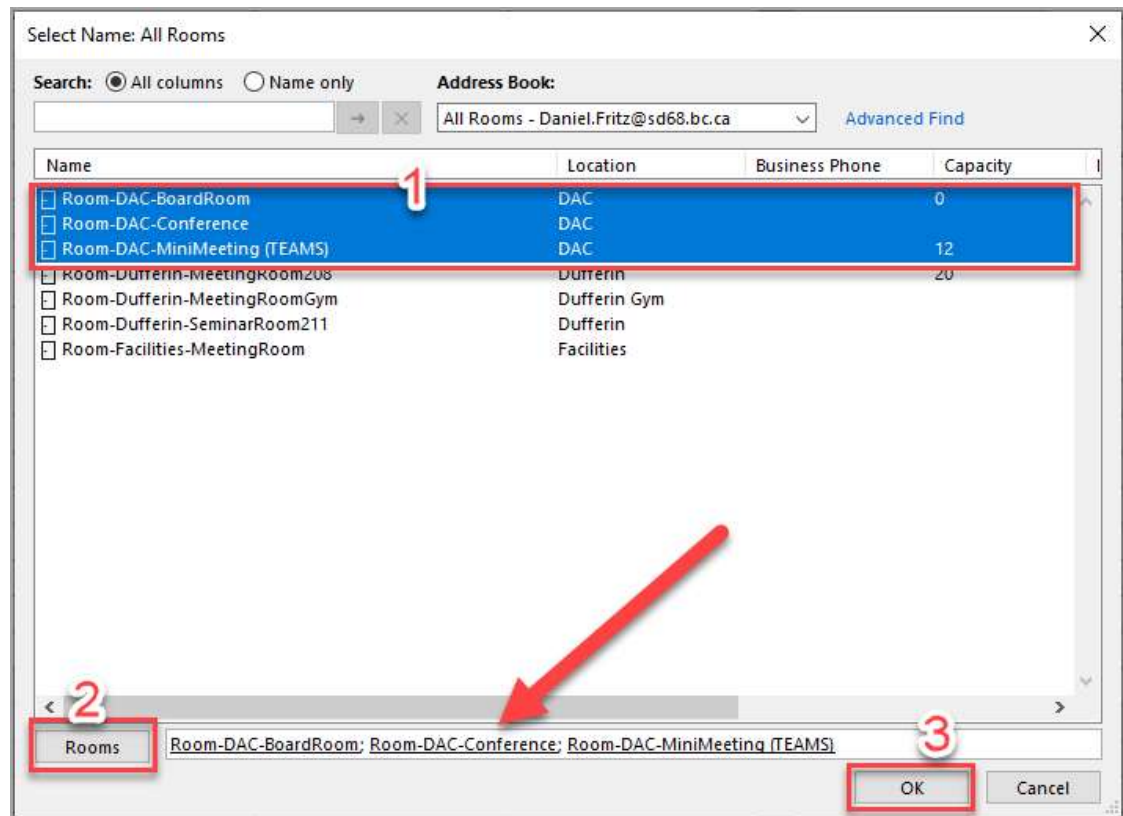 Select Name: All Rooms
Search: All columns Name only Address Book:
All Rooms - Daniel.Fritz@sd68.bc.ca Advanced Find
Name Location Business Phone Capacity
1
Room-DAC-BoardRoom DAC 0
Room-DAC-Conference DAC
Room-DAC-MiniMeeting (TEAMS) DAC 12
Room-Dufferin-MeetingRoom208 Dufferin 20
Room-Dufferin-MeetingRoomGym Dufferin Gym
Room-Dufferin-SeminarRoom211 Dufferin
Room-Facilities-MeetingRoom Facilities
2
Rooms Room-DAC-BoardRoom; Room-DAC-Conference; Room-DAC-MiniMeeting (TEAMS)
3
OK Cancel